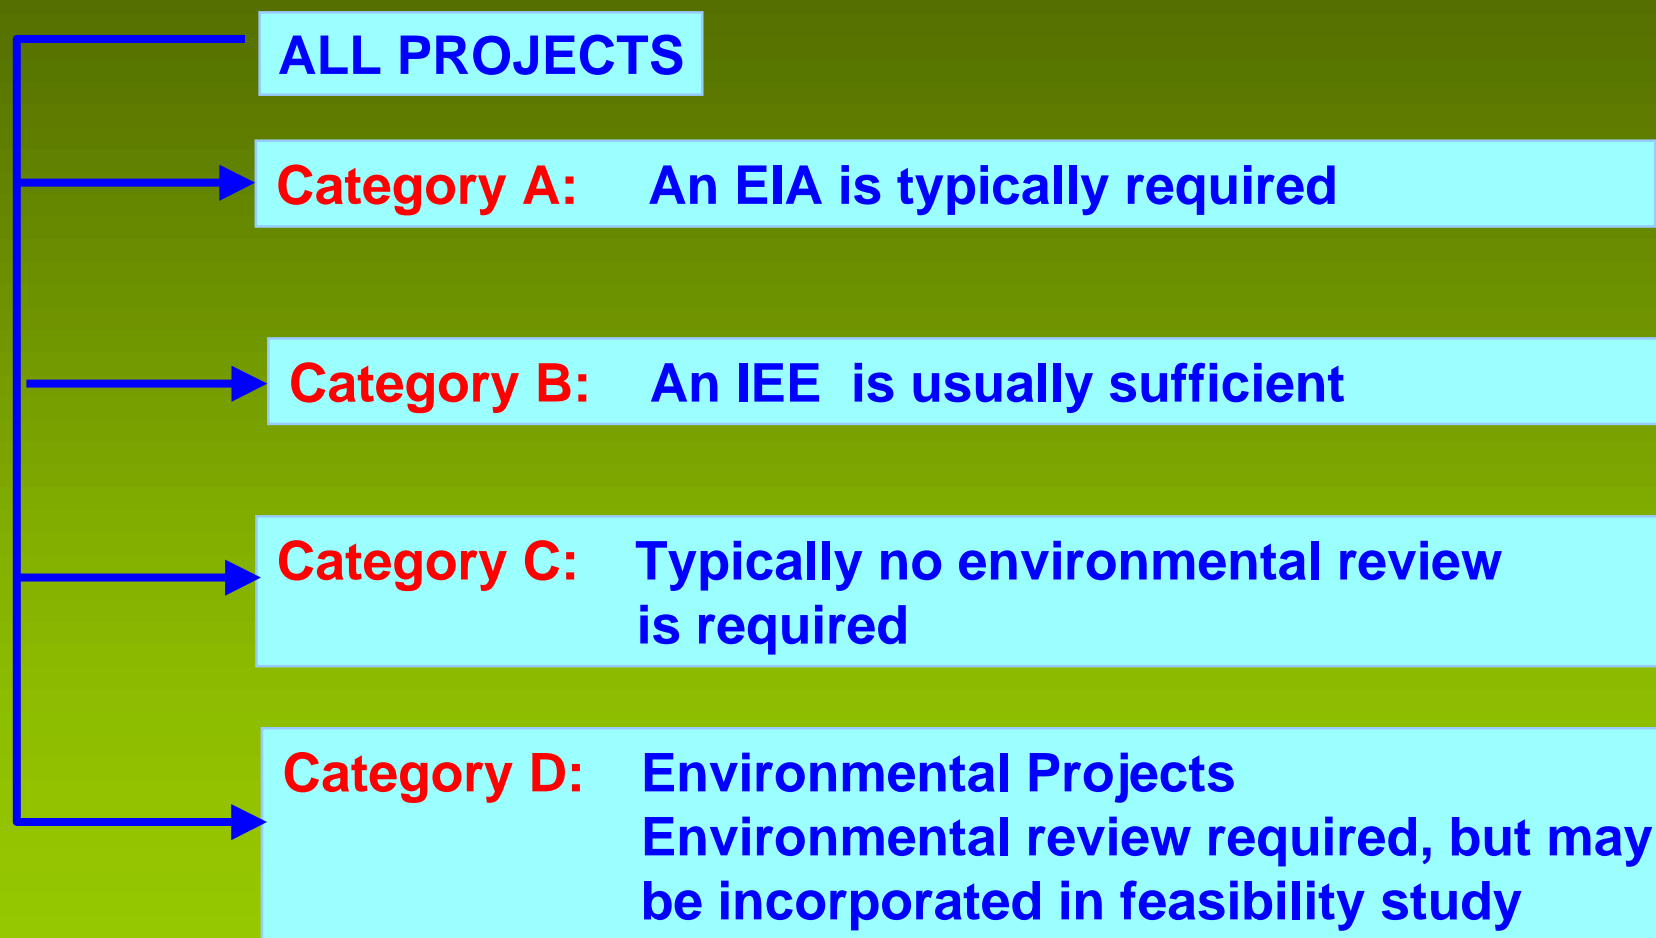 ALL PROJECTS
Category A: An EIA is typically required
Category B: An IEE is usually sufficient
Category C: Typically no environmental review
is required
Category D: Environmental Projects
Environmental review required, but may
be incorporated in feasibility study